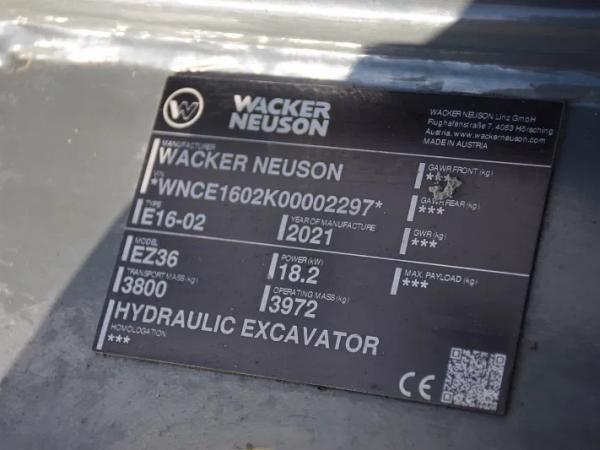 WACKER
NEUSON
WACKER NEUSON Linz GmbH
Flughafenstraße 7, 4063 Hörsching
Austria, www.wackerneuson.com
MADE IN AUSTRIA
MANUFACTURER
WACKER NEUSON
VIN
*WNCE1602K00002297*
TYPE
E16-02
YEAR OF MANUFACTURE
2021
GAWR FRONT (kg)
***
GAWR REAR (kg)
***
GWR (kg)
***
MODEL
EZ36
POWER (kW)
18.2
MAX. PAYLOAD (kg)
***
TRANSPORT MASS (kg)
3800
OPERATING MASS (kg)
3972
HYDRAULIC EXCAVATOR
HOMOLOGATION
***
CE